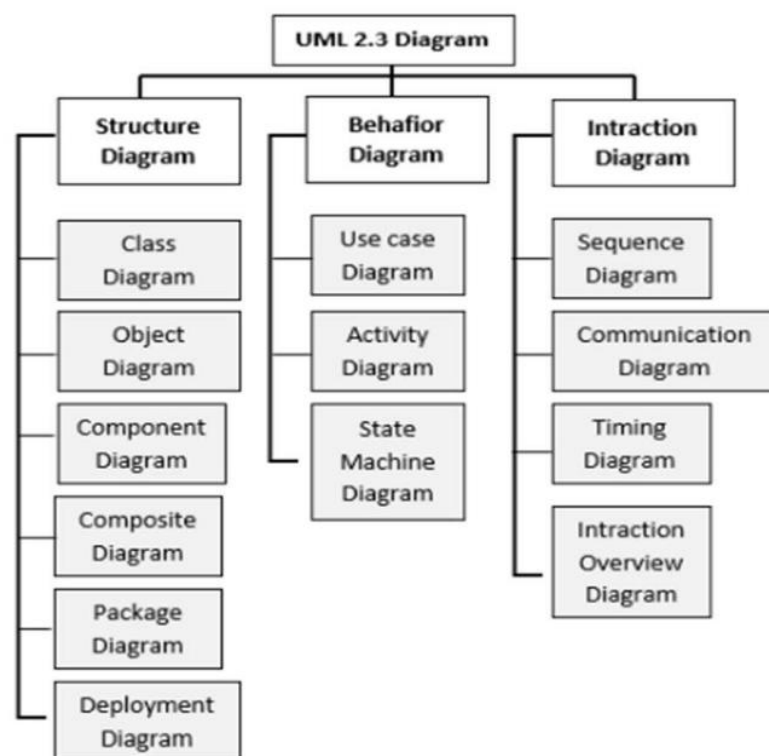 UML 2.3 Diagram
Structure
Diagram
Class
Diagram
Object
Diagram
Component
Diagram
Composite
Diagram
Package
Diagram
Deployment
Diagram
Behafior
Diagram
Use case
Diagram
Activity
Diagram
State
Machine
Diagram
Intraction
Diagram
Sequence
Diagram
Communication
Diagram
Timing
Diagram
Intraction
Overview
Diagram